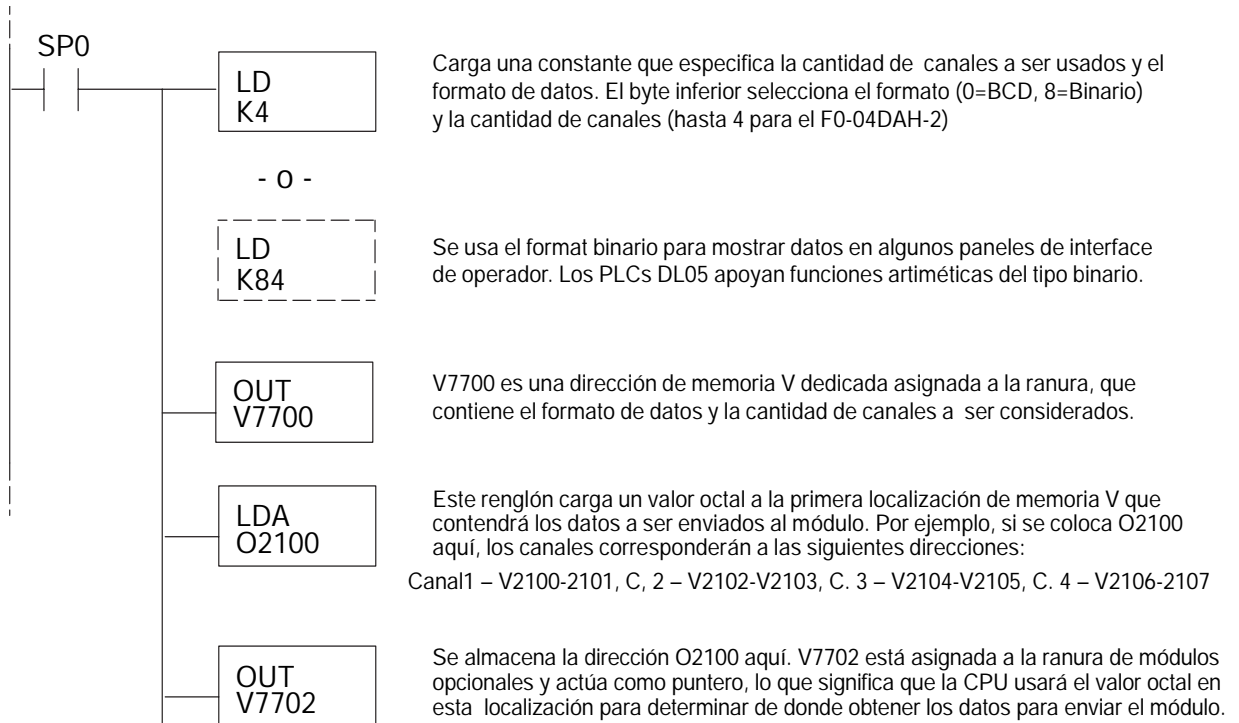 SP0
LD
K4
Carga una constante que especifica la cantidad de canales a ser usados y el
formato de datos. El byte inferior selecciona el formato (0=BCD, 8=Binario)
y la cantidad de canales (hasta 4 para el F0-04DAH-2)
- o -
LD
K84
Se usa el format binario para mostrar datos en algunos paneles de interface
de operador. Los PLCs DL05 apoyan funciones artiméticas del tipo binario.
OUT
V7700
V7700 es una dirección de memoria V dedicada asignada a la ranura, que
contiene el formato de datos y la cantidad de canales a ser considerados.
LDA
O2100
Este renglón carga un valor octal a la primera localización de memoria V que
contendrá los datos a ser enviados al módulo. Por ejemplo, si se coloca O2100
aquí, los canales corresponderán a las siguientes direcciones:
Canal1 – V2100-2101, C, 2 – V2102-V2103, C. 3 – V2104-V2105, C. 4 – V2106-2107
OUT
V7702
Se almacena la dirección O2100 aquí. V7702 está asignada a la ranura de módulos
opcionales y actúa como puntero, lo que significa que la CPU usará el valor octal en
esta localización para determinar de donde obtener los datos para enviar el módulo.